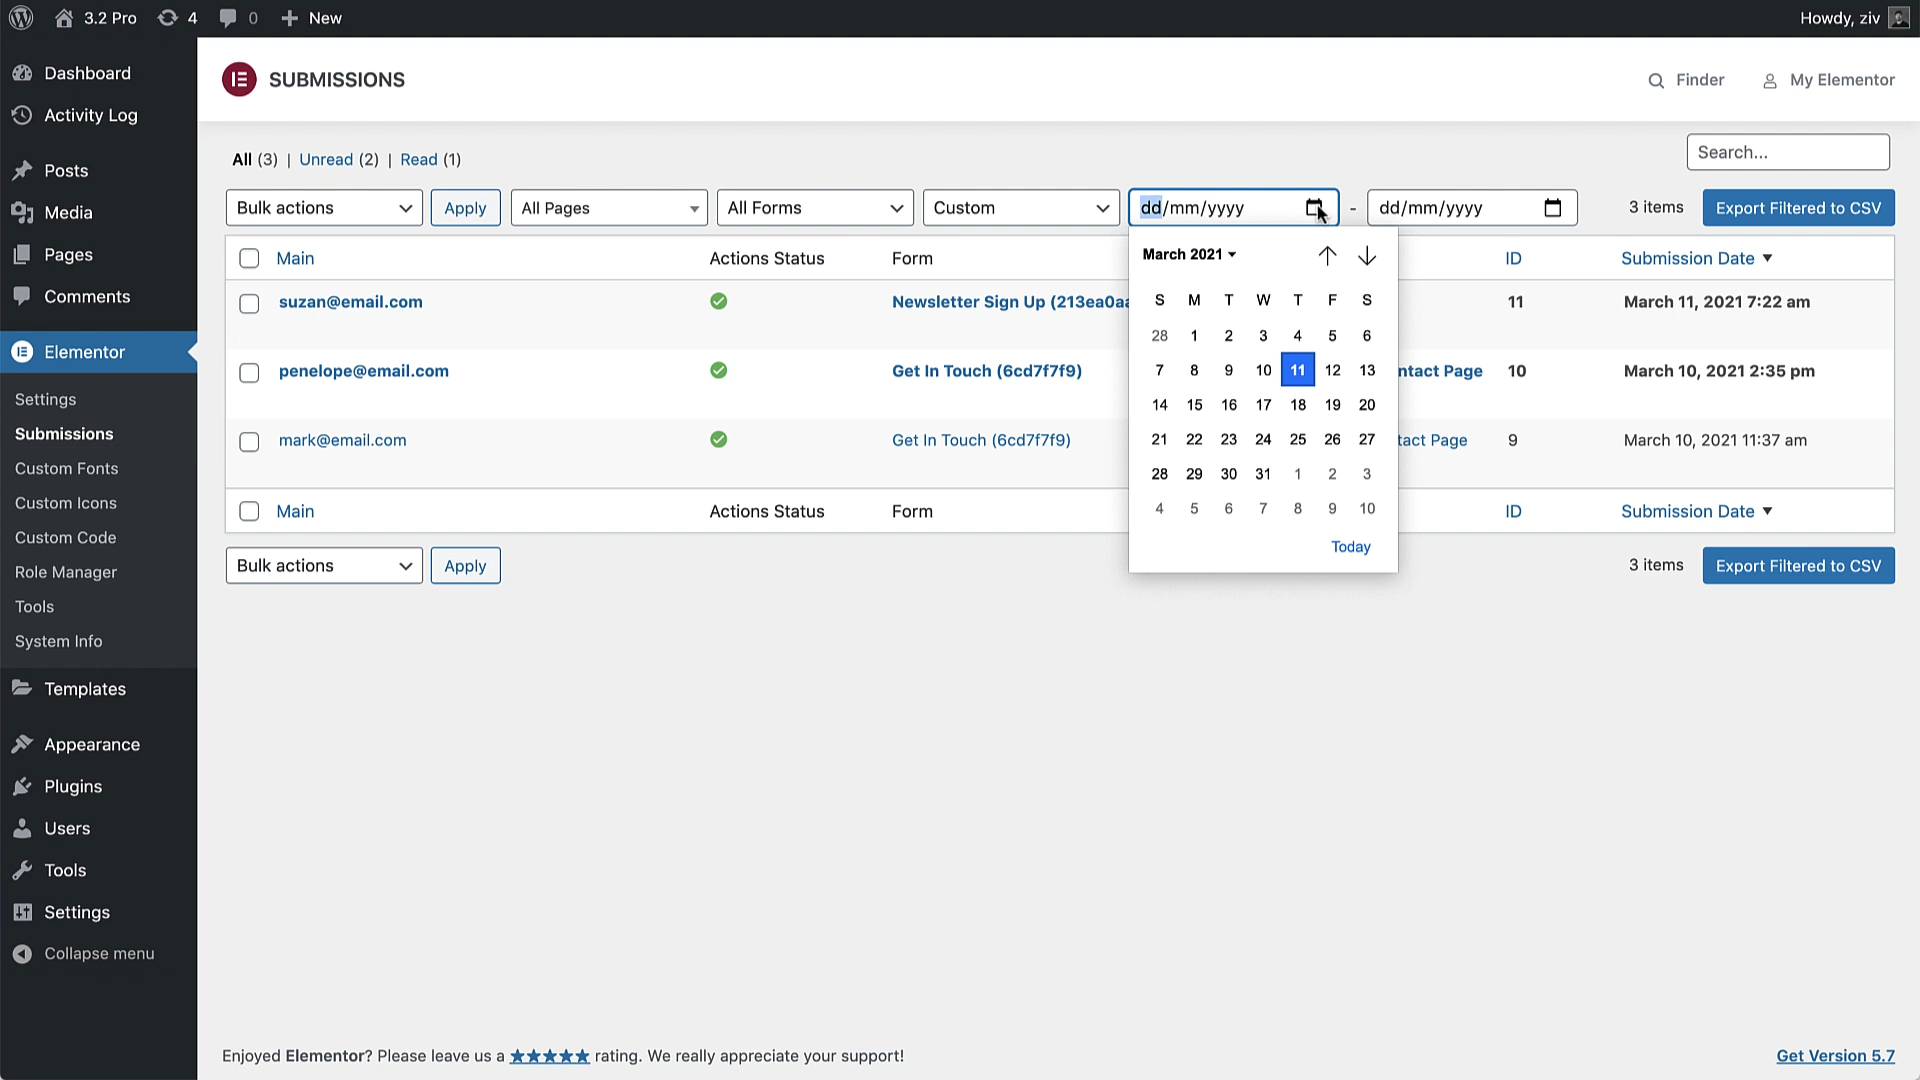 3.2 Pro 4 0 New Howdy, ziv
Dashboard
Activity Log
Posts
Media
Pages
Comments
Elementor
Settings
Submissions
Custom Fonts
Custom Icons
Custom Code
Role Manager
Tools
System Info
Templates
Appearance
Plugins
Users
Tools
Settings
Collapse menu
SUBMISSIONS Finder My Elementor
All (3) | Unread (2) | Read (1) Search...
Bulk actions Apply All Pages All Forms Custom dd/mm/yyyy - dd/mm/yyyy 3 items Export Filtered to CSV
Main Actions Status Form ID Submission Date
suzan@email.com Newsletter Sign Up (213ea0a 11 March 11, 2021 7:22 am
penelope@email.com Get In Touch (6cd7f7f9) ntact Page 10 March 10, 2021 2:35 pm
mark@email.com Get In Touch (6cd7f7f9) tact Page 9 March 10, 2021 11:37 am
Main Actions Status Form ID Submission Date
Bulk actions Apply 3 items Export Filtered to CSV
March 2021
S M T W T F S
28 1 2 3 4 5 6
7 8 9 10 11 12 13
14 15 16 17 18 19 20
21 22 23 24 25 26 27
28 29 30 31 1 2 3
4 5 6 7 8 9 10
Today
Enjoyed Elementor? Please leave us a ★★★★★ rating. We really appreciate your support! Get Version 5.7